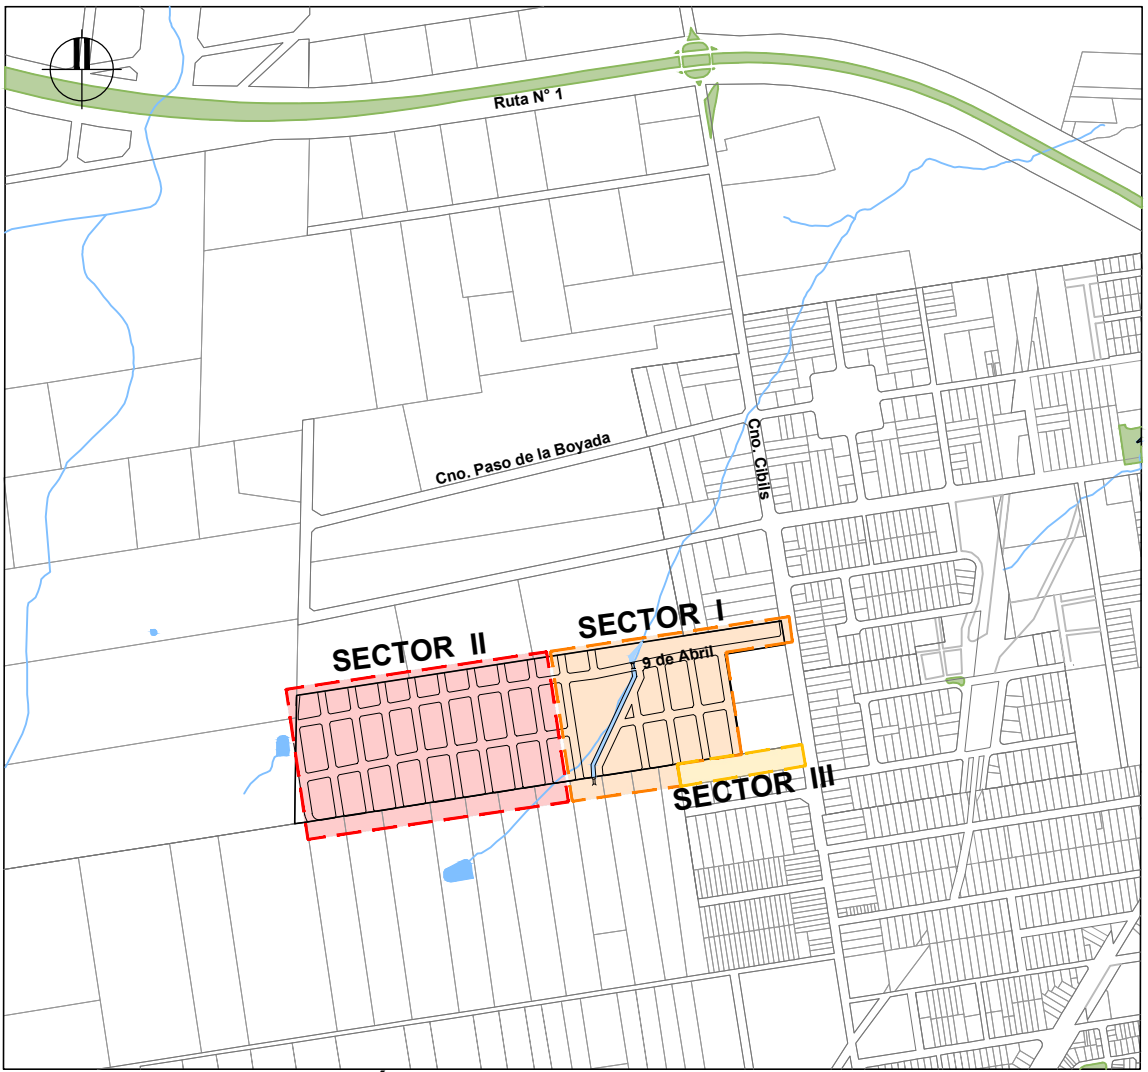 Ruta N° 1
Cno. Paso de la Boyada
Cno. Cibils
SECTOR I
SECTOR II
9 de Abril
SECTOR III